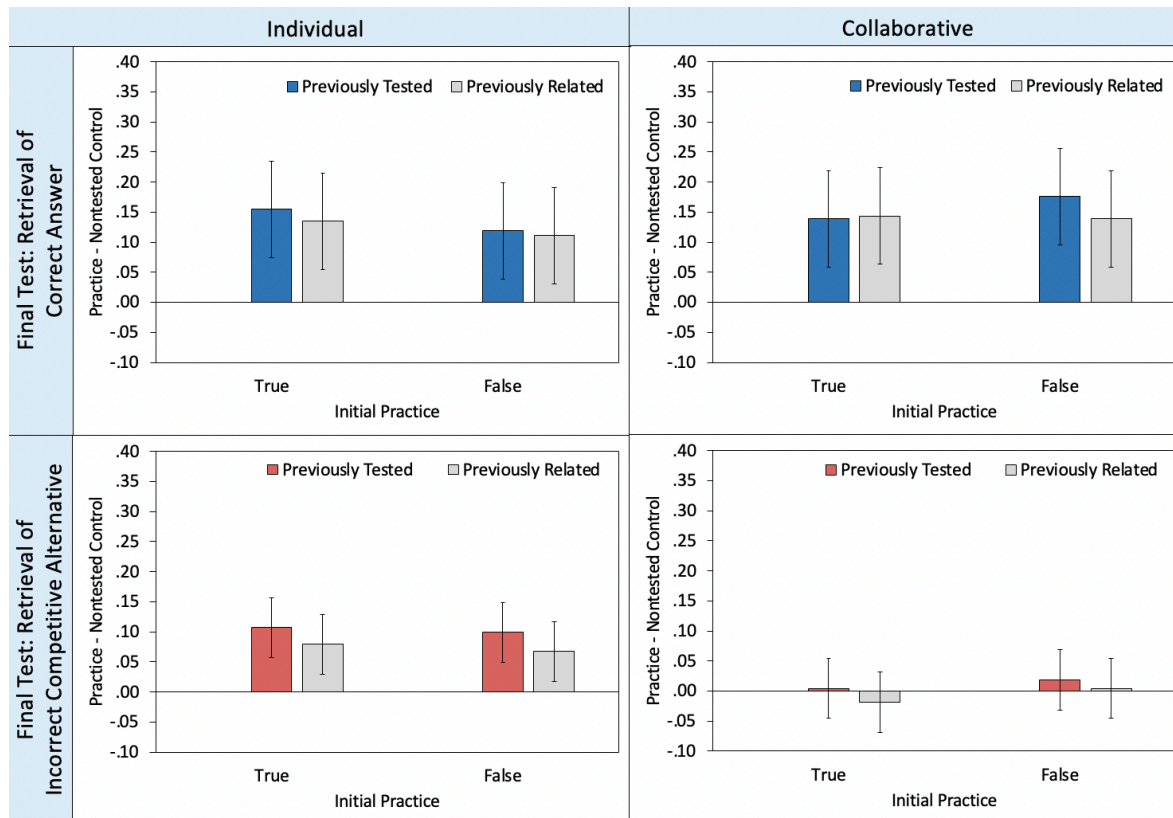 Individual
Collaborative
Final Test: Retrieval of
Correct Answer
Practice - Nontested Control
.40
.35
.30
.25
.20
.15
.10
.05
.00
-.05
-.10
Previously Tested
Previously Related
True
False
Initial Practice
Practice - Nontested Control
.40
.35
.30
.25
.20
.15
.10
.05
.00
-.05
-.10
Previously Tested
Previously Related
True
False
Initial Practice
Final Test: Retrieval of
Incorrect Competitive Alternative
Practice - Nontested Control
.40
.35
.30
.25
.20
.15
.10
.05
.00
-.05
-.10
Previously Tested
Previously Related
True
False
Initial Practice
Practice - Nontested Control
.40
.35
.30
.25
.20
.15
.10
.05
.00
-.05
-.10
Previously Tested
Previously Related
True
False
Initial Practice